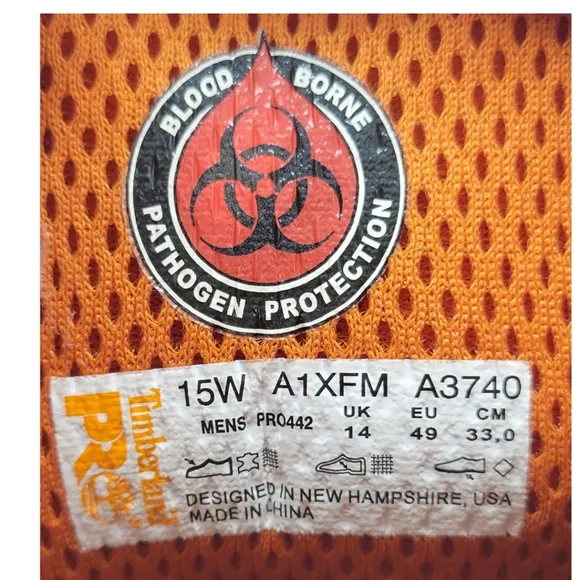 BLOOD BORNE
PATHOGEN PROTECTION
Timberland
PRO
15W A1XFM A3740
MENS PRO442 UK EU CM
14 49 33,0
DESIGNED IN NEW HAMPSHIRE, USA
MADE IN CHINA